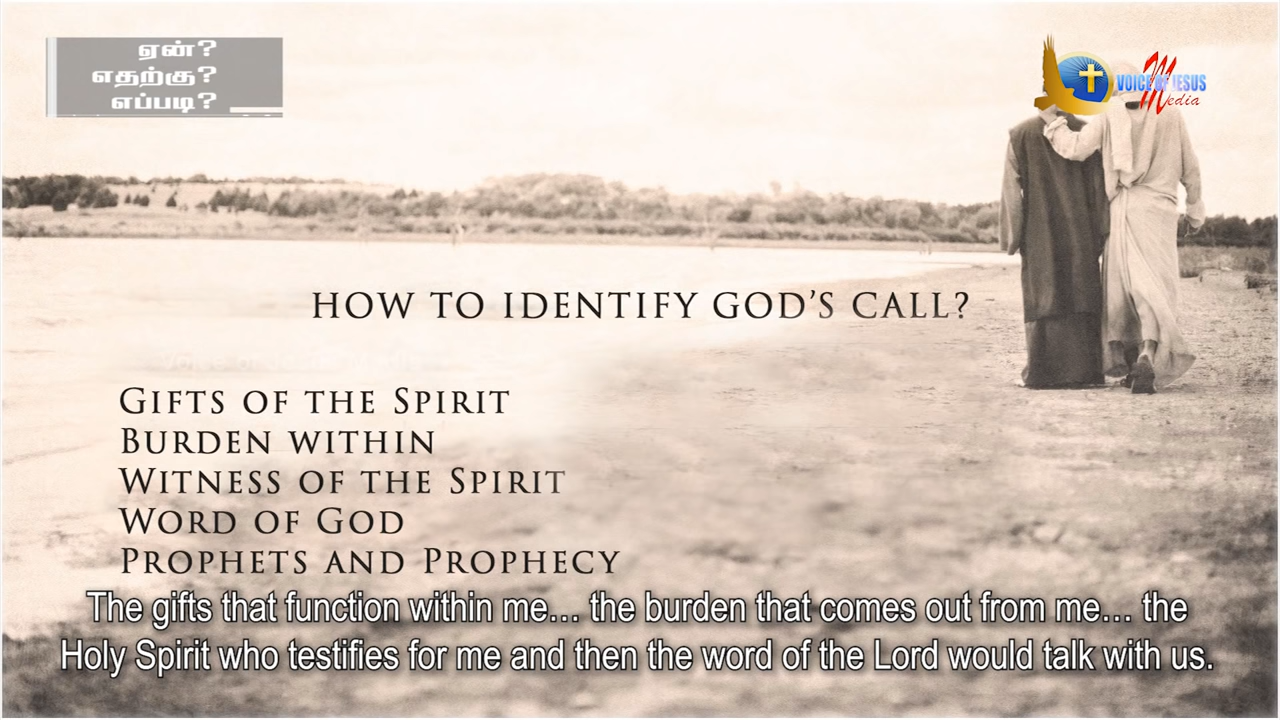 ஏன்?
எதற்கு?
எப்படி?
VOICE OF JESUS
Media
HOW TO IDENTIFY GOD'S CALL?
GIFTS OF THE SPIRIT
BURDEN WITHIN
WITNESS OF THE SPIRIT
WORD OF GOD
PROPHETS AND PROPHECY
The gifts that function within me... the burden that comes out from me... the
Holy Spirit who testifies for me and then the word of the Lord would talk with us.